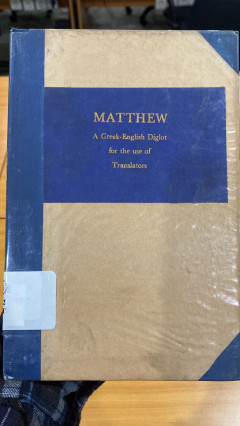 MATTHEW
A Greek-English Diglot
for the use of
Translators